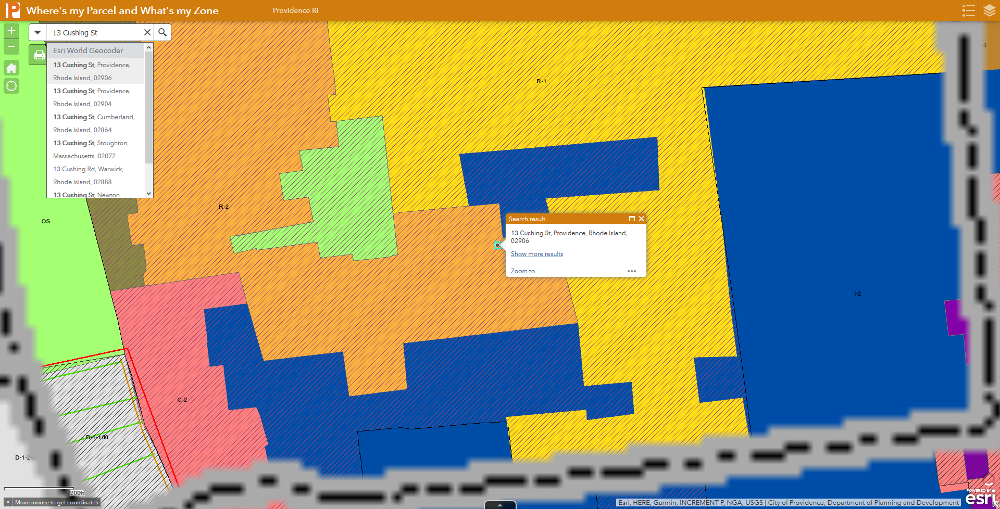 Where's my Parcel and What's my Zone
Providence RI
13 Cushing St
Esri World Geocoder
13 Cushing St, Providence,
Rhode Island, 02906
13 Cushing St, Providence,
Rhode Island, 02904
13 Cushing St, Cumberland,
Rhode Island, 02864
13 Cushing St, Stoughton,
Massachusetts, 02072
13 Cushing Rd, Warwick,
Rhode Island, 02888
13 Cushing St, Newton
R-1
-3
R-2
OS
Search result
13 Cushing St, Providence, Rhode Island,
02906
Show more results
Zoom to
I-2
C-2
D-1-100
D-1-200
200ft
Move mouse to get coordinates
Esri, HERE, Garmin, INCREMENT P, NGA, USGS | City of Providence, Department of Planning and Development
POWERED BY
esri